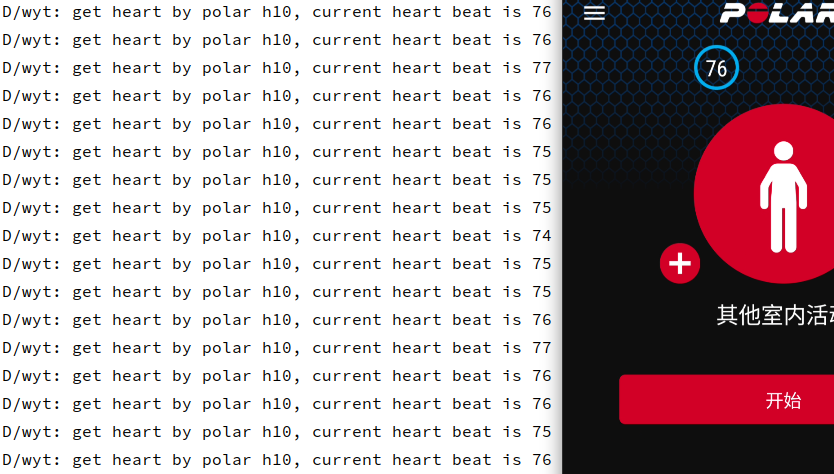 D/wyt: get heart by polar h10, current heart beat is 76
D/wyt: get heart by polar h10, current heart beat is 76
D/wyt: get heart by polar h10, current heart beat is 77
D/wyt: get heart by polar h10, current heart beat is 76
D/wyt: get heart by polar h10, current heart beat is 76
D/wyt: get heart by polar h10, current heart beat is 75
D/wyt: get heart by polar h10, current heart beat is 75
D/wyt: get heart by polar h10, current heart beat is 75
D/wyt: get heart by polar h10, current heart beat is 74
D/wyt: get heart by polar h10, current heart beat is 75
D/wyt: get heart by polar h10, current heart beat is 75
D/wyt: get heart by polar h10, current heart beat is 76
D/wyt: get heart by polar h10, current heart beat is 77
D/wyt: get heart by polar h10, current heart beat is 76
D/wyt: get heart by polar h10, current heart beat is 76
D/wyt: get heart by polar h10, current heart beat is 75
D/wyt: get heart by polar h10, current heart beat is 76
POLAR
76
其他室内活动
开始